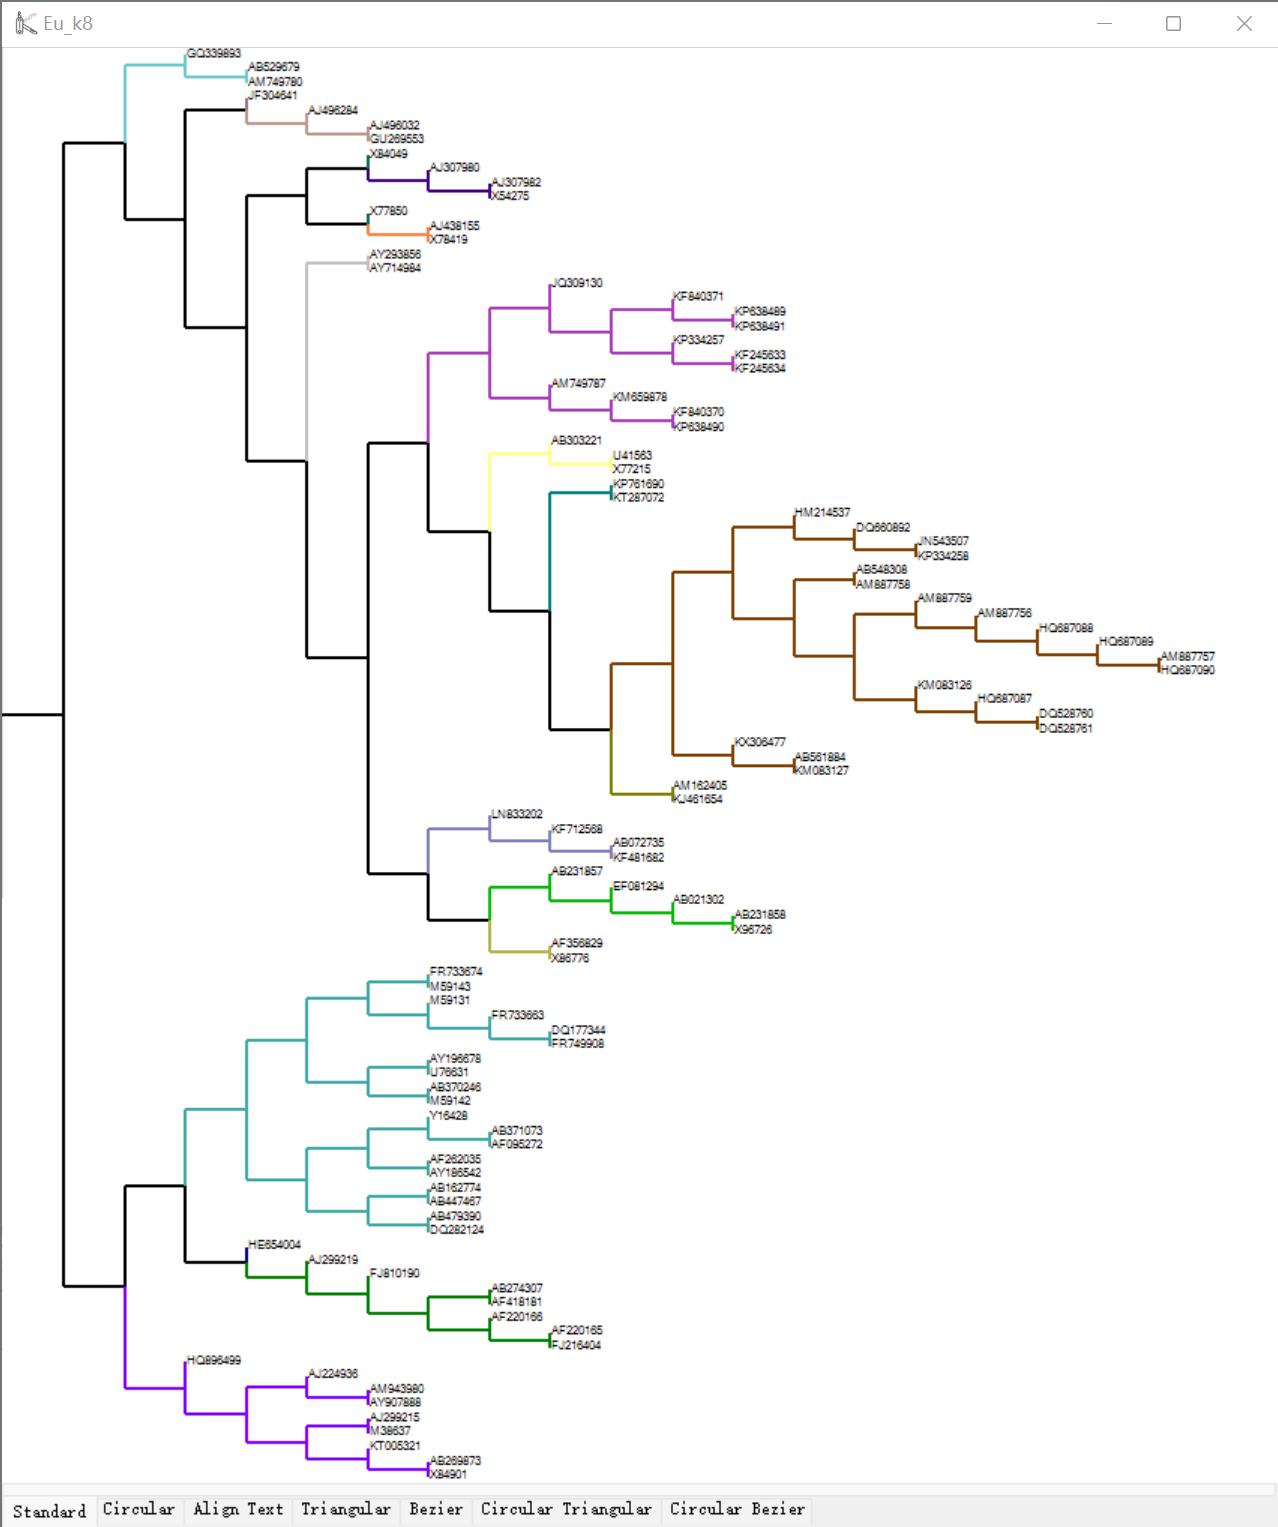 Eu_k8
GQ339893
AB529679
AM749780
JF304641
AJ496284
AJ496032
GU269553
X84049
AJ307980
AJ307982
X54275
X77850
AJ438155
X78419
AY293856
AY714984
JQ309130
KF840371
KP638489
KP638491
KP334257
KF245633
KF245634
AM749787
KM659878
KF840370
KP638490
AB303221
U41563
X77215
KP761690
KT287072
HM214537
DQ660892
JN543507
KP334258
AB548308
AM887758
AM887759
AM887756
HQ687088
HQ687089
AM887757
HQ687090
KM083126
HQ687087
DQ528760
DQ528761
KX306477
AB561884
KM083127
AM162405
KJ461654
LN833202
KF712568
AB072735
KF481682
AB231857
EF081294
AB021302
AB231858
X96726
AF356829
X86776
FR733674
M59143
M59131
FR733663
DQ177344
FR749908
AY196678
U76631
AB370246
M59142
Y16428
AB371073
AF095272
AF262035
AY186542
AB162774
AB447467
AB479390
DQ282124
HE654004
AJ299219
FJ810190
AB274307
AF418181
AF220166
AF220165
FJ216404
HQ896499
AJ224936
AM943980
AY907888
AJ299215
M38637
KT005321
AB269873
X84901
Standard Circular Align Text Triangular Bezier Circular Triangular Circular Bezier